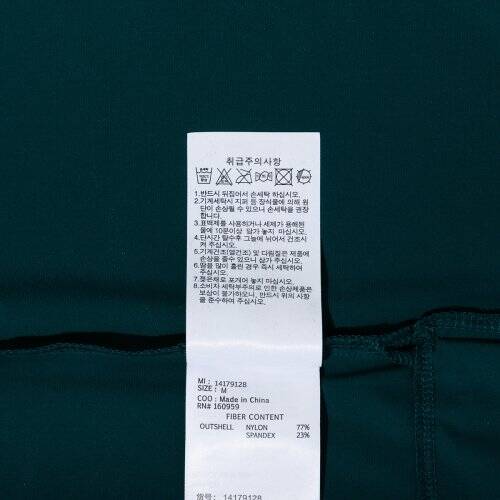 취급주의사항
1.반드시 뒤집어서 손세탁 하십시오.
2.기계세탁시 지퍼 등 장식물에 의해 원
단이 손상될 수 있으니 손세탁을 권장
합니다.
3.표백제를 사용하거나 세제가 용해된
물에 10분이상 담가 놓지 마십시오.
4.단시간 탈수후 그늘에 뉘어서 건조시
켜 주십시오.
5.기계건조(열건조) 및 다림질은 제품에
손상을 줄수 있으니 삼가 주십시오.
6.땀을 많이 흘린 경우 즉시 세탁하여
주십시오.
7.젖은채로 포개어 놓지 마십시오.
8.소비자 세탁부주의로 인한 손상제품은
보상이 불가하오니, 반드시 위의 사항
을 준수해 주십시오.
MI : 14179128
SIZE : M
COO : Made in China
RN# 160959
FIBER CONTENT
OUTSHELL NYLON 77%
SPANDEX 23%
货号: 14179128